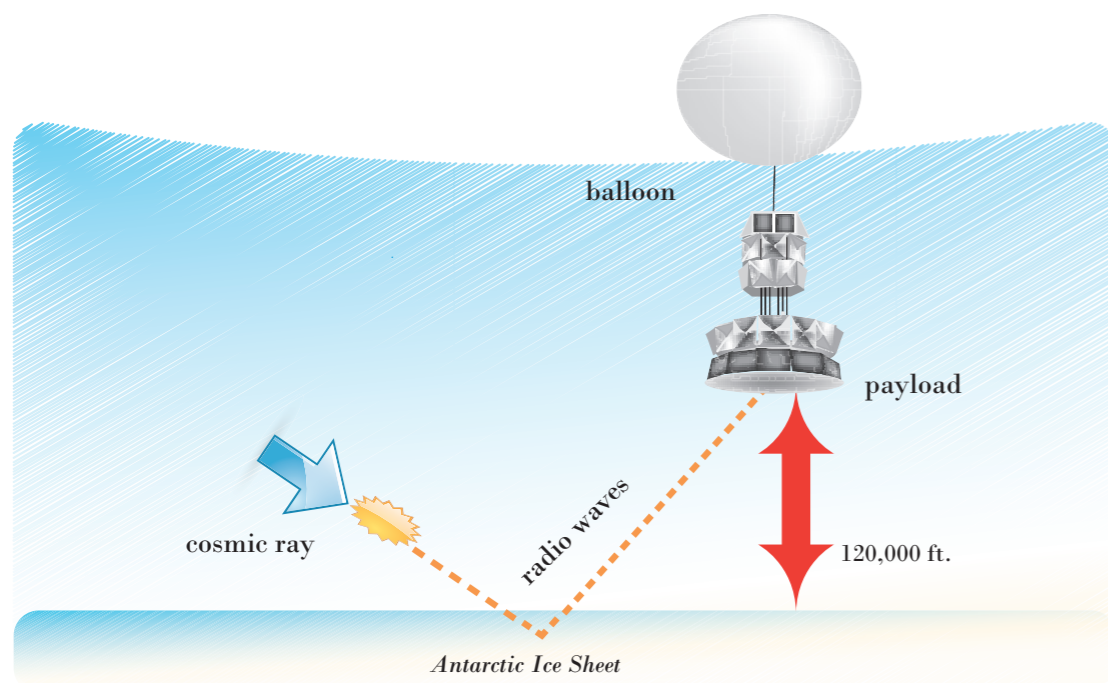 balloon
payload
radio waves
cosmic ray
120,000 ft.
Antarctic Ice Sheet